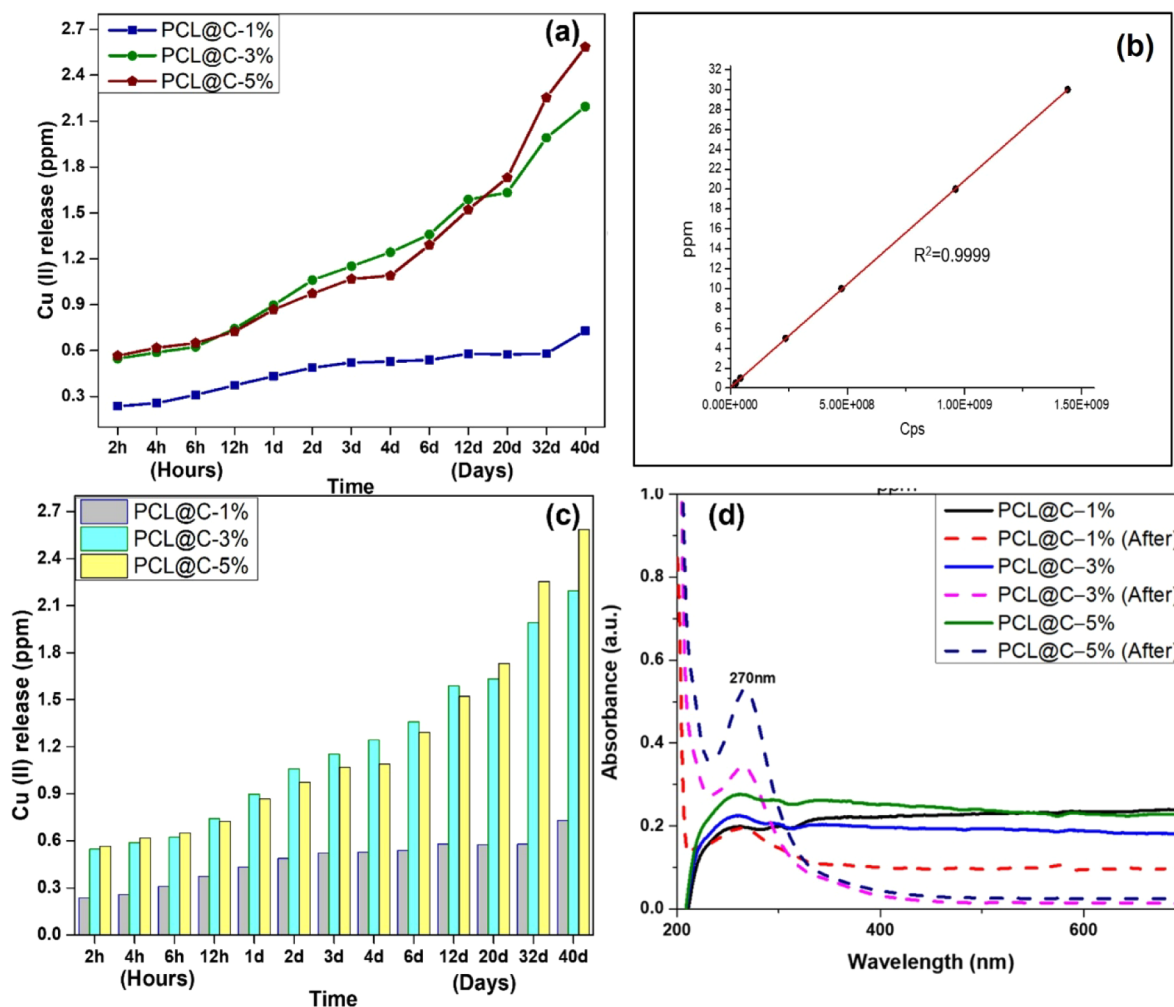 (a)
PCL@C-1%
PCL@C-3%
PCL@C-5%
2.7
2.4
2.1
1.8
1.5
1.2
0.9
0.6
0.3
Cu (II) release (ppm)
2h 4h 6h 12h 1d 2d 3d 4d 6d 12d 20d 32d 40d
(Hours) (Days)
Time
(b)
32
30
28
26
24
22
20
18
16
14
12
10
8
6
4
2
0
ppm
R²=0.9999
0.00E+000 5.00E+008 1.00E+009 1.50E+009
Cps
(c)
PCL@C-1%
PCL@C-3%
PCL@C-5%
2.7
2.4
2.1
1.8
1.5
1.2
0.9
0.6
0.3
0.0
Cu (II) release (ppm)
2h 4h 6h 12h 1d 2d 3d 4d 6d 12d 20d 32d 40d
(Hours) (Days)
Time
(d)
PCL@C–1%
PCL@C–1% (After)
PCL@C–3%
PCL@C–3% (After)
PCL@C–5%
PCL@C–5% (After)
1.0
0.8
0.6
0.4
0.2
0.0
Absorbance (a.u.)
270nm
200 400 600
Wavelength (nm)